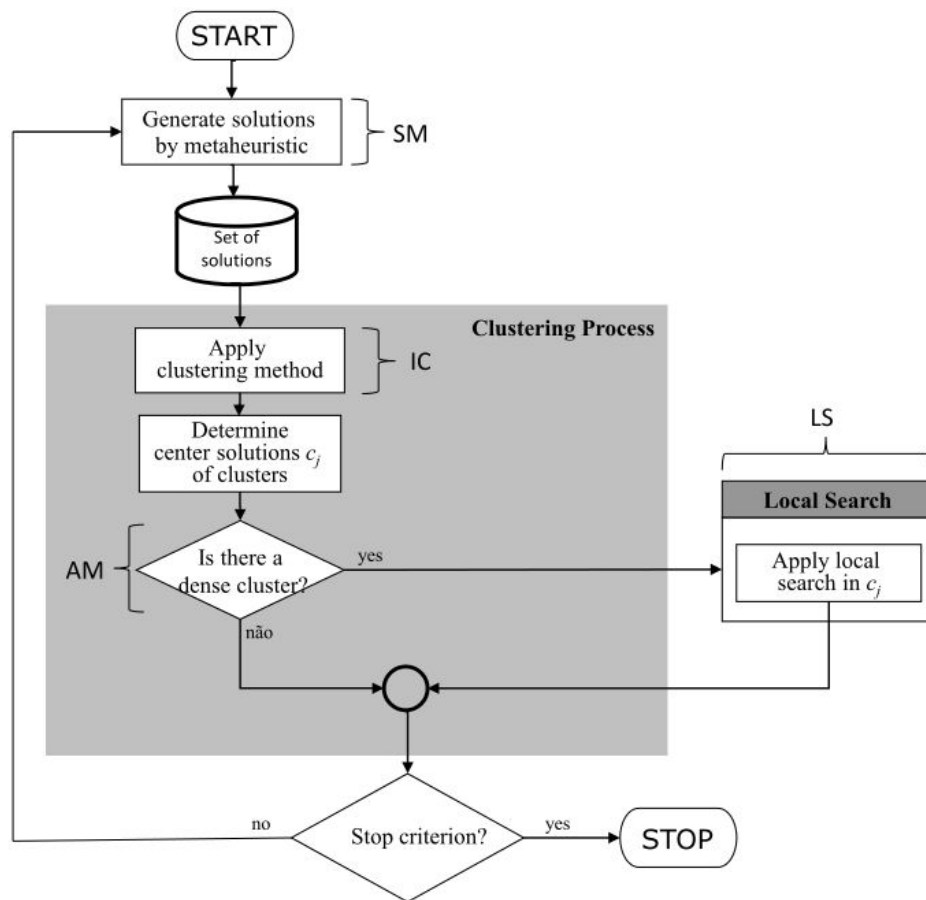 START
Generate solutions
by metaheuristic
SM
Set of
solutions
Clustering Process
Apply
clustering method
IC
Determine
center solutions cj
of clusters
LS
Local Search
AM
Is there a
dense cluster?
yes
Apply local
search in cj
não
no
Stop criterion?
yes
STOP